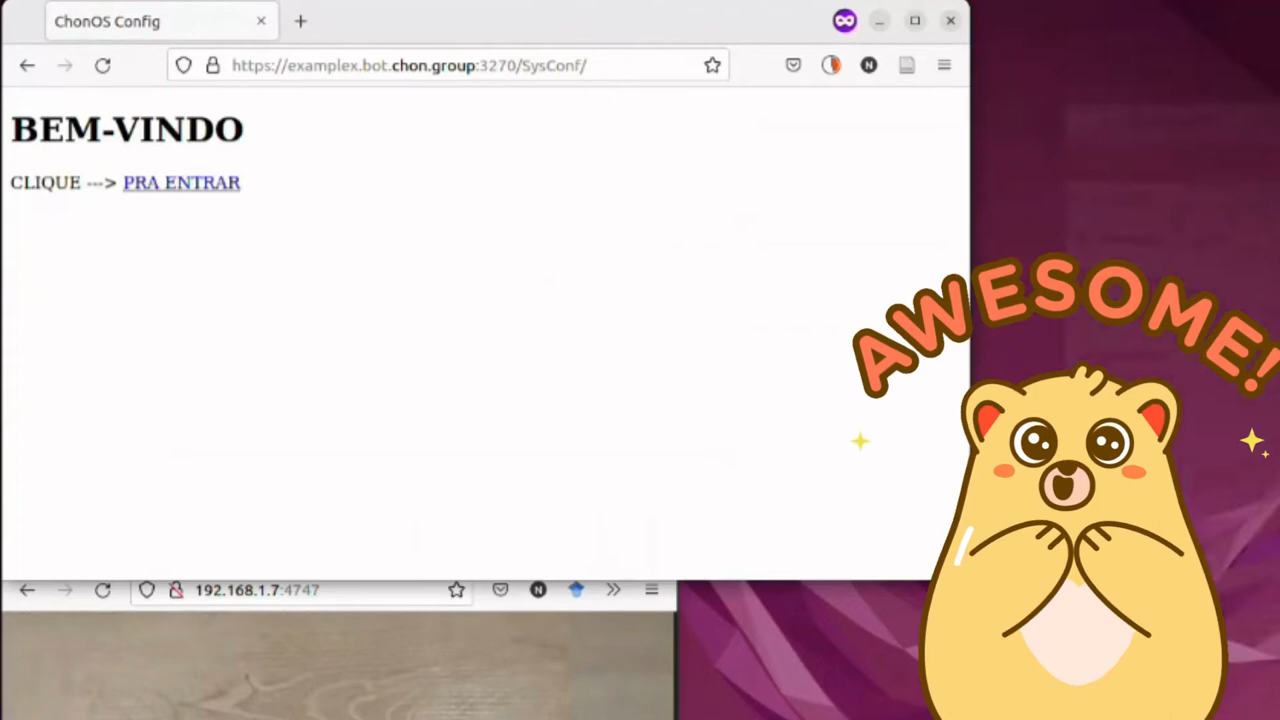 ChonOS Config
https://examplex.bot.chon.group:3270/SysConf/
N
BEM-VINDO
CLIQUE ---> PRA ENTRAR
AWESOME!
192.168.1.7:4747
N